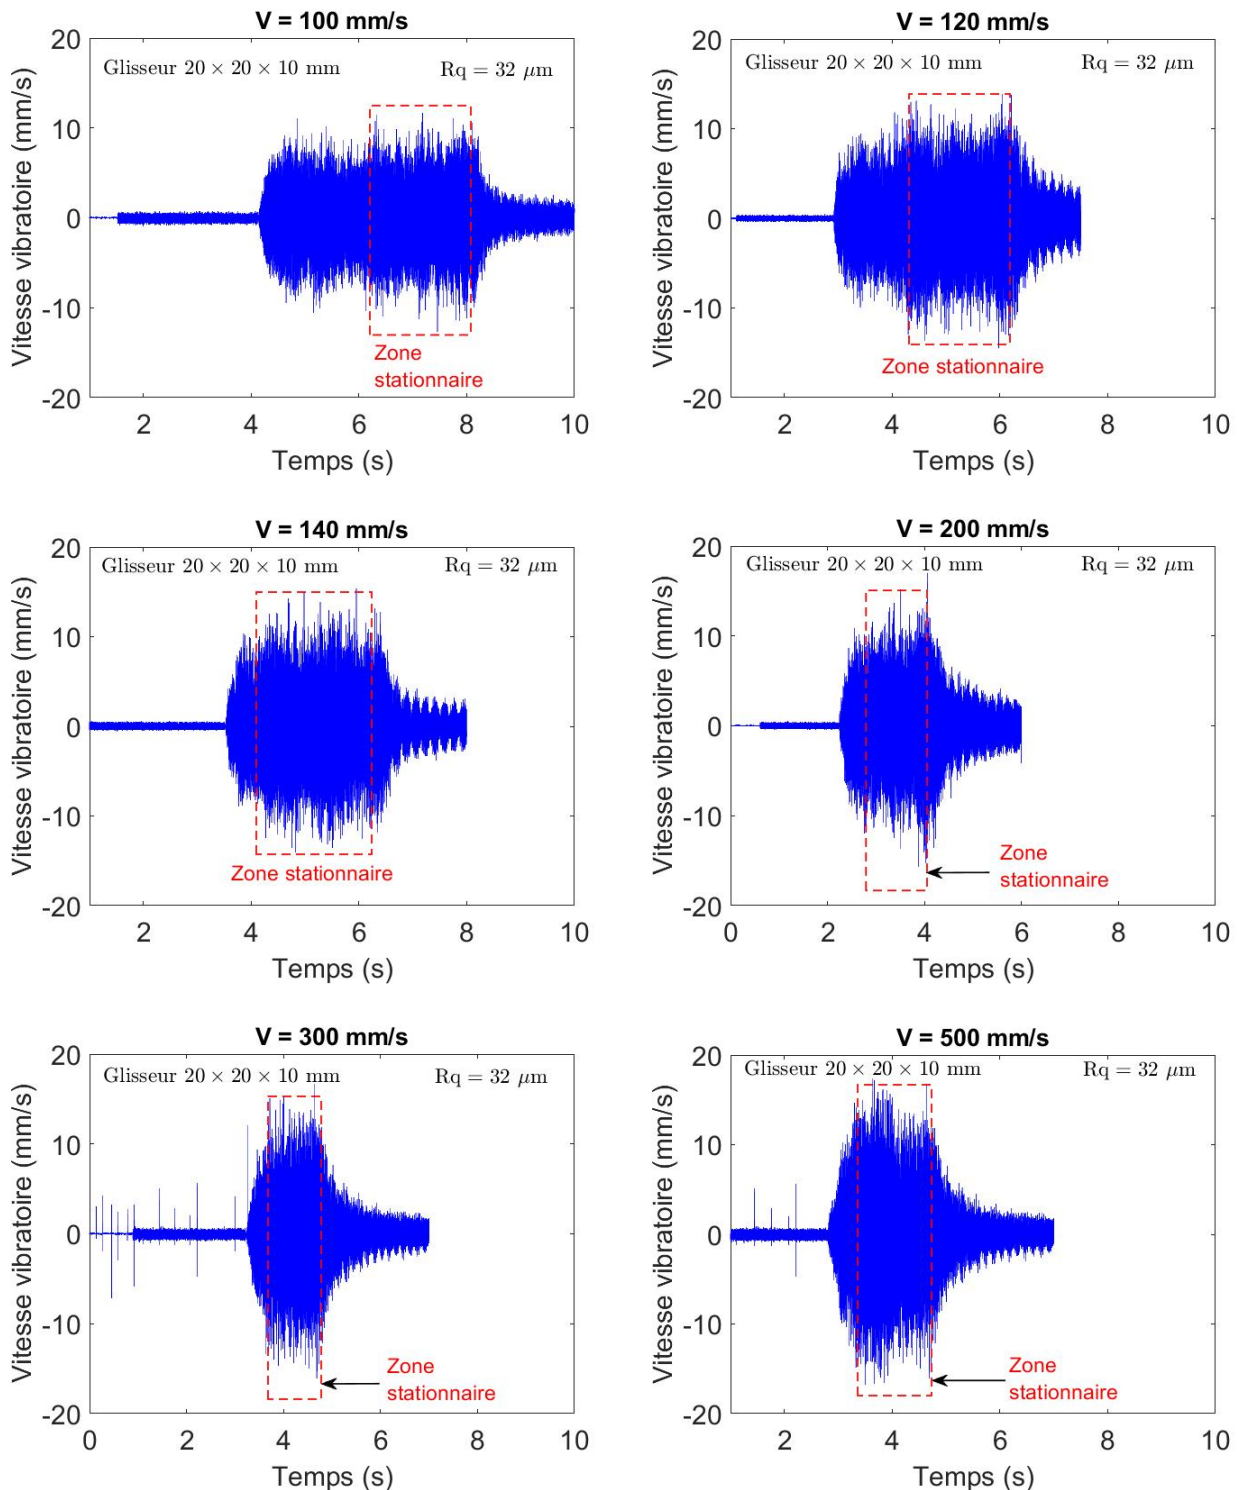 V = 100 mm/s
20
10
0
-10
-20
Vitesse vibratoire (mm/s)
Glisseur 20 × 20 × 10 mm
Rq = 32 μm
Zone
stationnaire
2
4
6
8
10
Temps (s)
V = 120 mm/s
20
10
0
-10
-20
Vitesse vibratoire (mm/s)
Glisseur 20 × 20 × 10 mm
Rq = 32 μm
Zone stationnaire
2
4
6
8
10
Temps (s)
V = 140 mm/s
20
10
0
-10
-20
Vitesse vibratoire (mm/s)
Glisseur 20 × 20 × 10 mm
Rq = 32 μm
Zone stationnaire
2
4
6
8
10
Temps (s)
V = 200 mm/s
20
10
0
-10
-20
Vitesse vibratoire (mm/s)
Glisseur 20 × 20 × 10 mm
Rq = 32 μm
Zone
stationnaire
0
2
4
6
8
10
Temps (s)
V = 300 mm/s
20
10
0
-10
-20
Vitesse vibratoire (mm/s)
Glisseur 20 × 20 × 10 mm
Rq = 32 μm
Zone
stationnaire
0
2
4
6
8
10
Temps (s)
V = 500 mm/s
20
10
0
-10
-20
Vitesse vibratoire (mm/s)
Glisseur 20 × 20 × 10 mm
Rq = 32 μm
Zone
stationnaire
2
4
6
8
10
Temps (s)